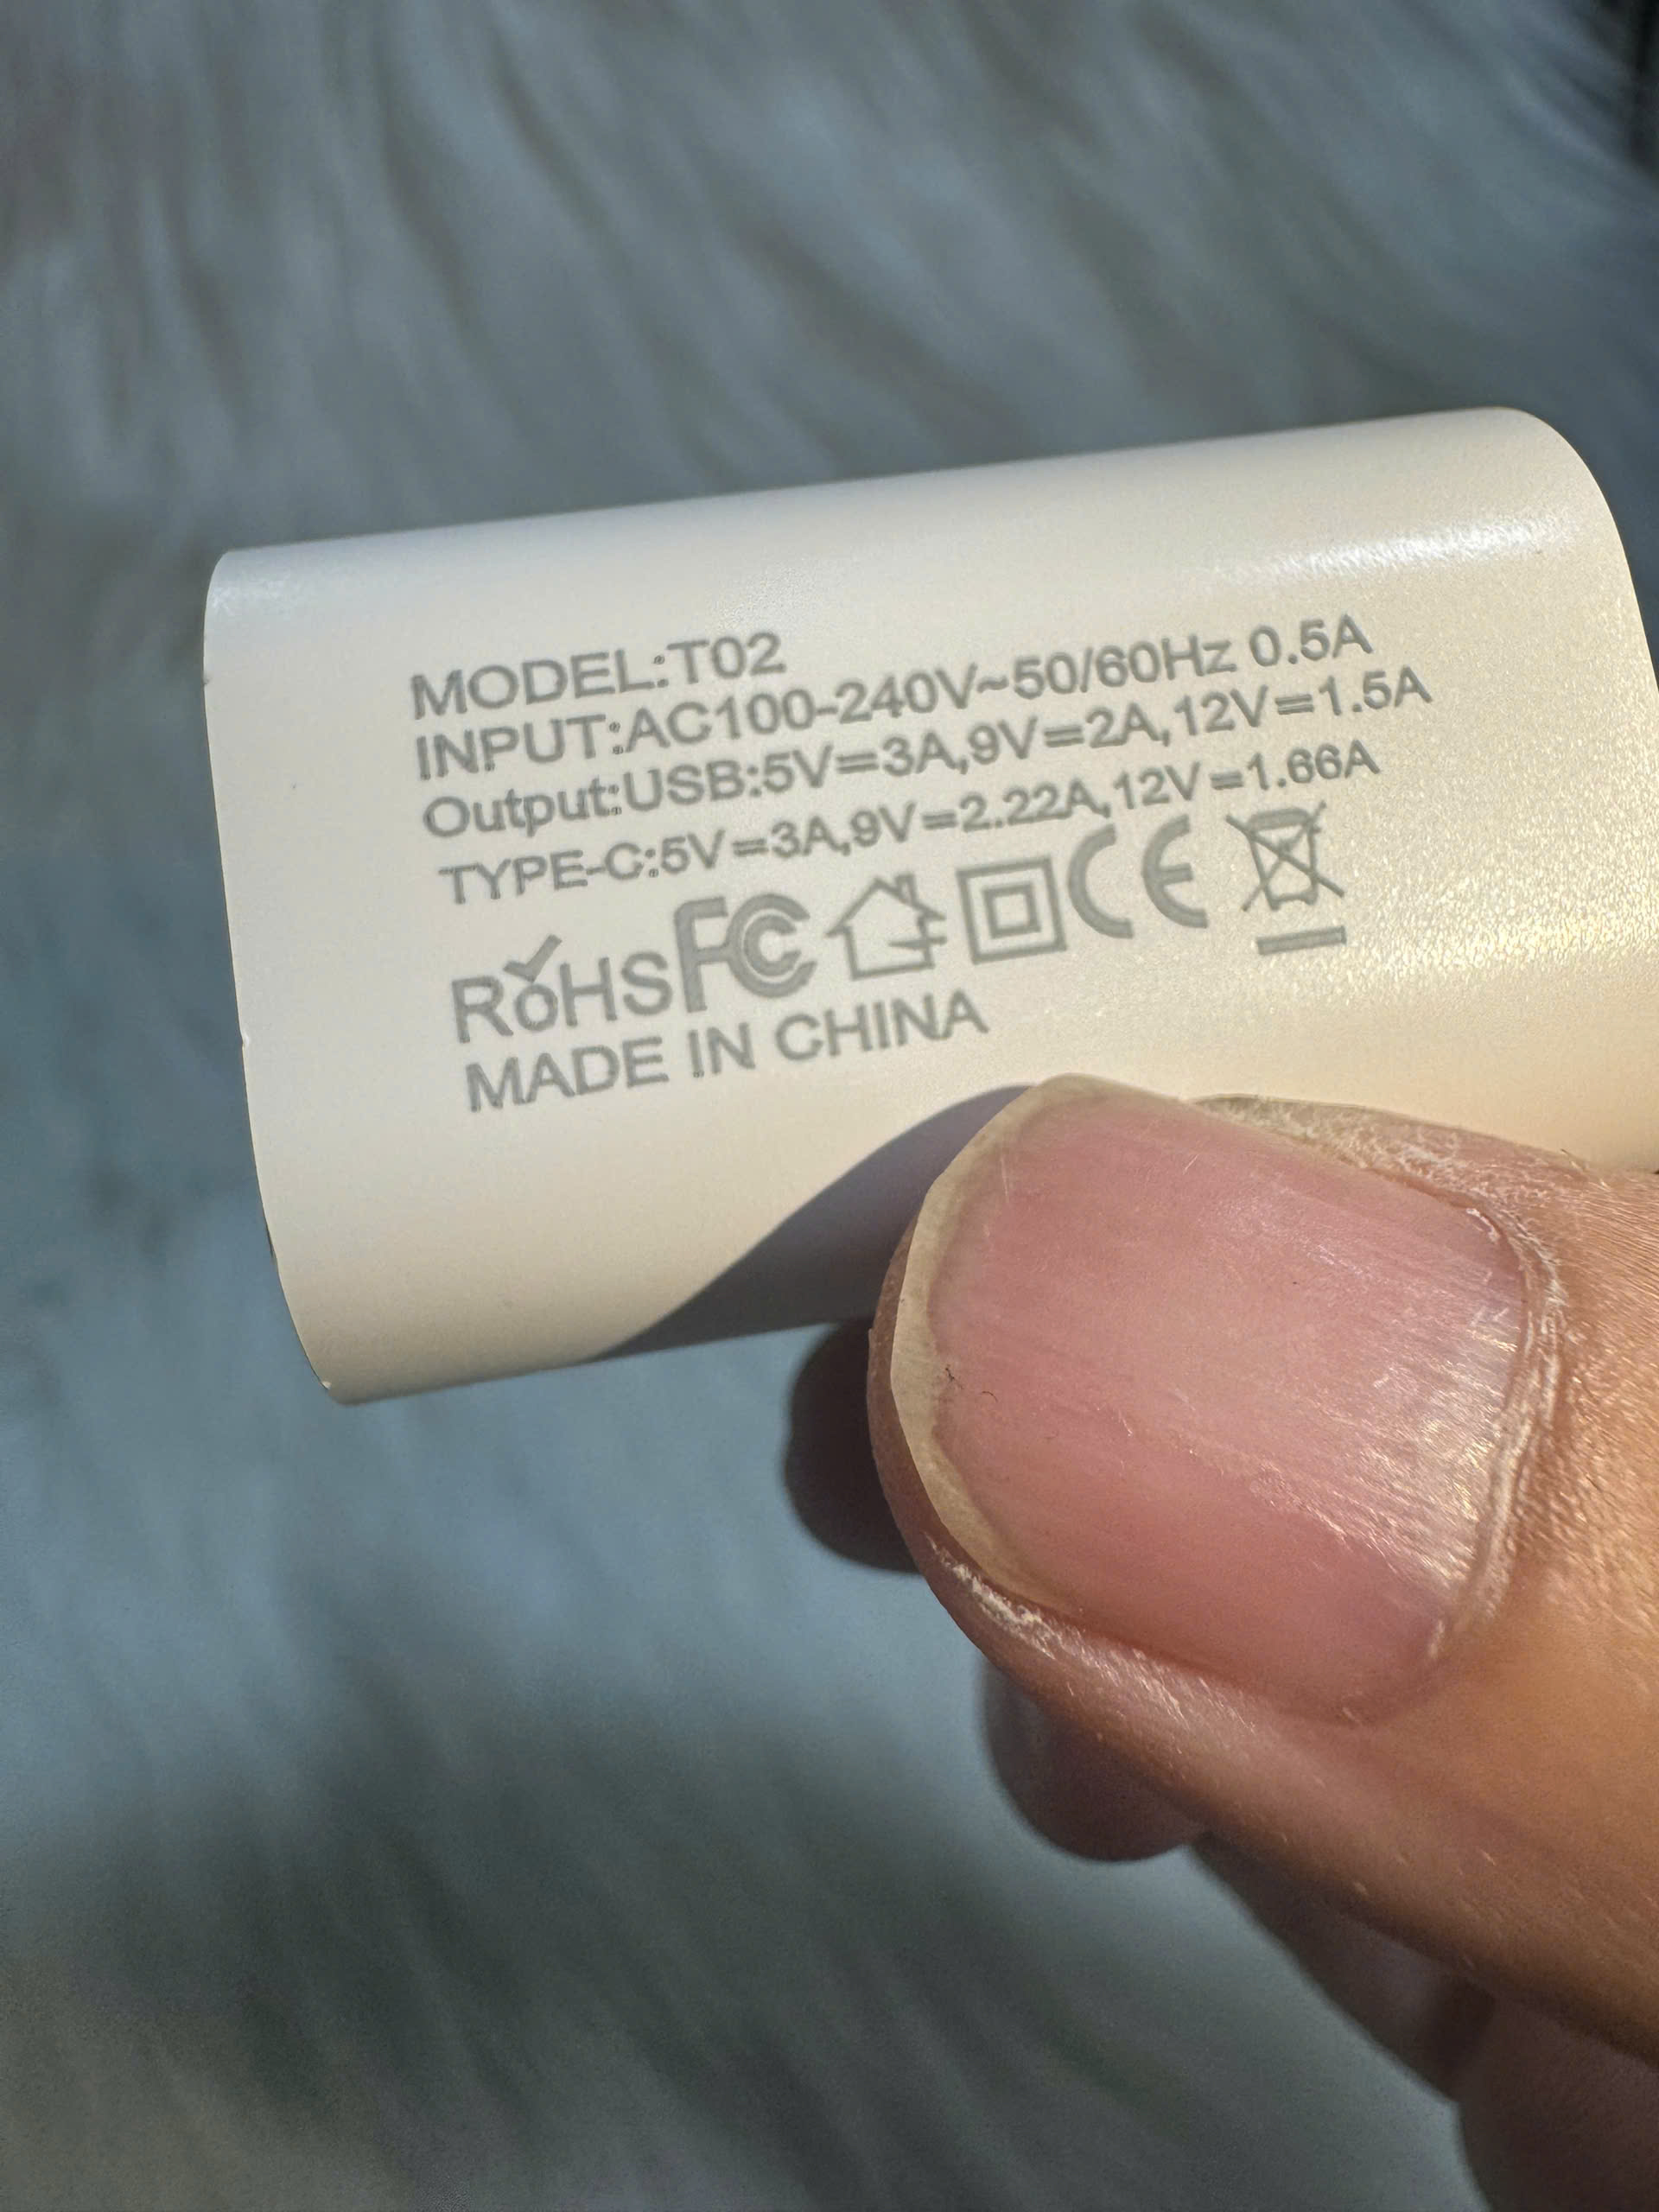 MODEL:T02
INPUT:AC100-240V~50/60Hz 0.5A
Output:USB:5V=3A,9V=2A,12V=1.5A
TYPE-C:5V=3A,9V=2.22A,12V=1.66A
RoHS FC CE
MADE IN CHINA